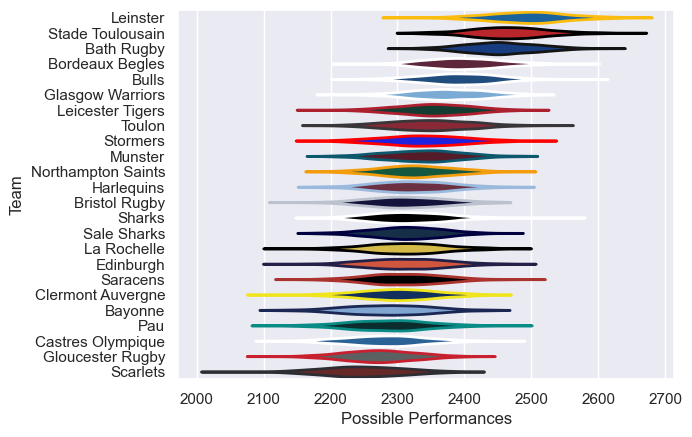 Leinster
Stade Toulousain
Bath Rugby
Bordeaux Begles
Bulls
Glasgow Warriors
Leicester Tigers
Toulon
Stormers
Munster
Northampton Saints
Harlequins
Bristol Rugby
Sharks
Sale Sharks
La Rochelle
Edinburgh
Saracens
Clermont Auvergne
Bayonne
Pau
Castres Olympique
Gloucester Rugby
Scarlets
Team
2000 2100 2200 2300 2400 2500 2600 2700
Possible Performances